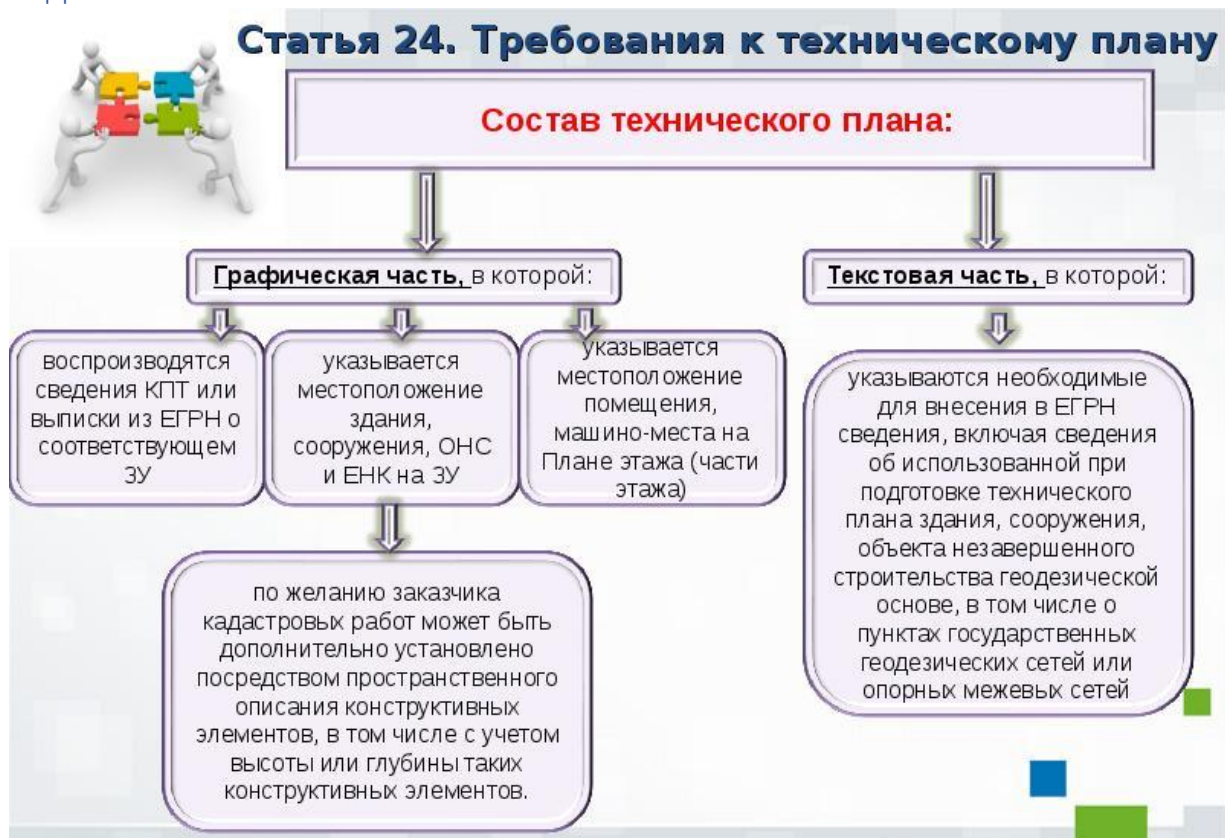 Статья 24. Требования к техническому плану
Состав технического плана:
Графическая часть, в которой:
воспроизводятся
сведения КПТ или
выписки из ЕГРН о
соответствующем
ЗУ
указывается
местоположение
здания,
сооружения, ОНС
и ЕНК на ЗУ
указывается
местоположение
помещения,
машино-места на
Плане этажа (части
этажа)
по желанию заказчика
кадастровых работ может быть
дополнительно установлено
посредством пространственного
описания конструктивных
элементов, в том числе с учетом
высоты или глубины таких
конструктивных элементов.
Текстовая часть, в которой:
указываются необходимые
для внесения в ЕГРН
сведения, включая сведения
об использованной при
подготовке технического
плана здания, сооружения,
объекта незавершенного
строительства геодезической
основе, в том числе о
пунктах государственных
геодезических сетей или
опорных межевых сетей